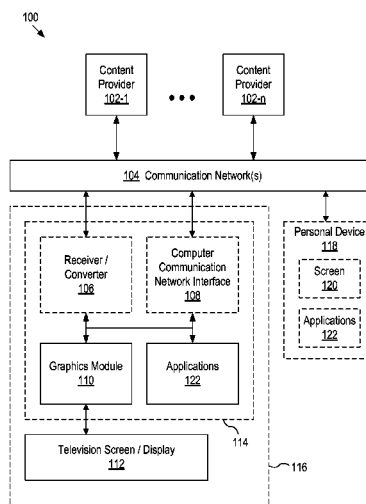 100
Content
Provider
102-1
Content
Provider
102-n
104 Communication Network(s)
Receiver /
Converter
106
Computer
Communication
Network Interface
108
Personal Device
118
Screen
120
Applications
122
Graphics Module
110
Applications
122
114
Television Screen / Display
112
116